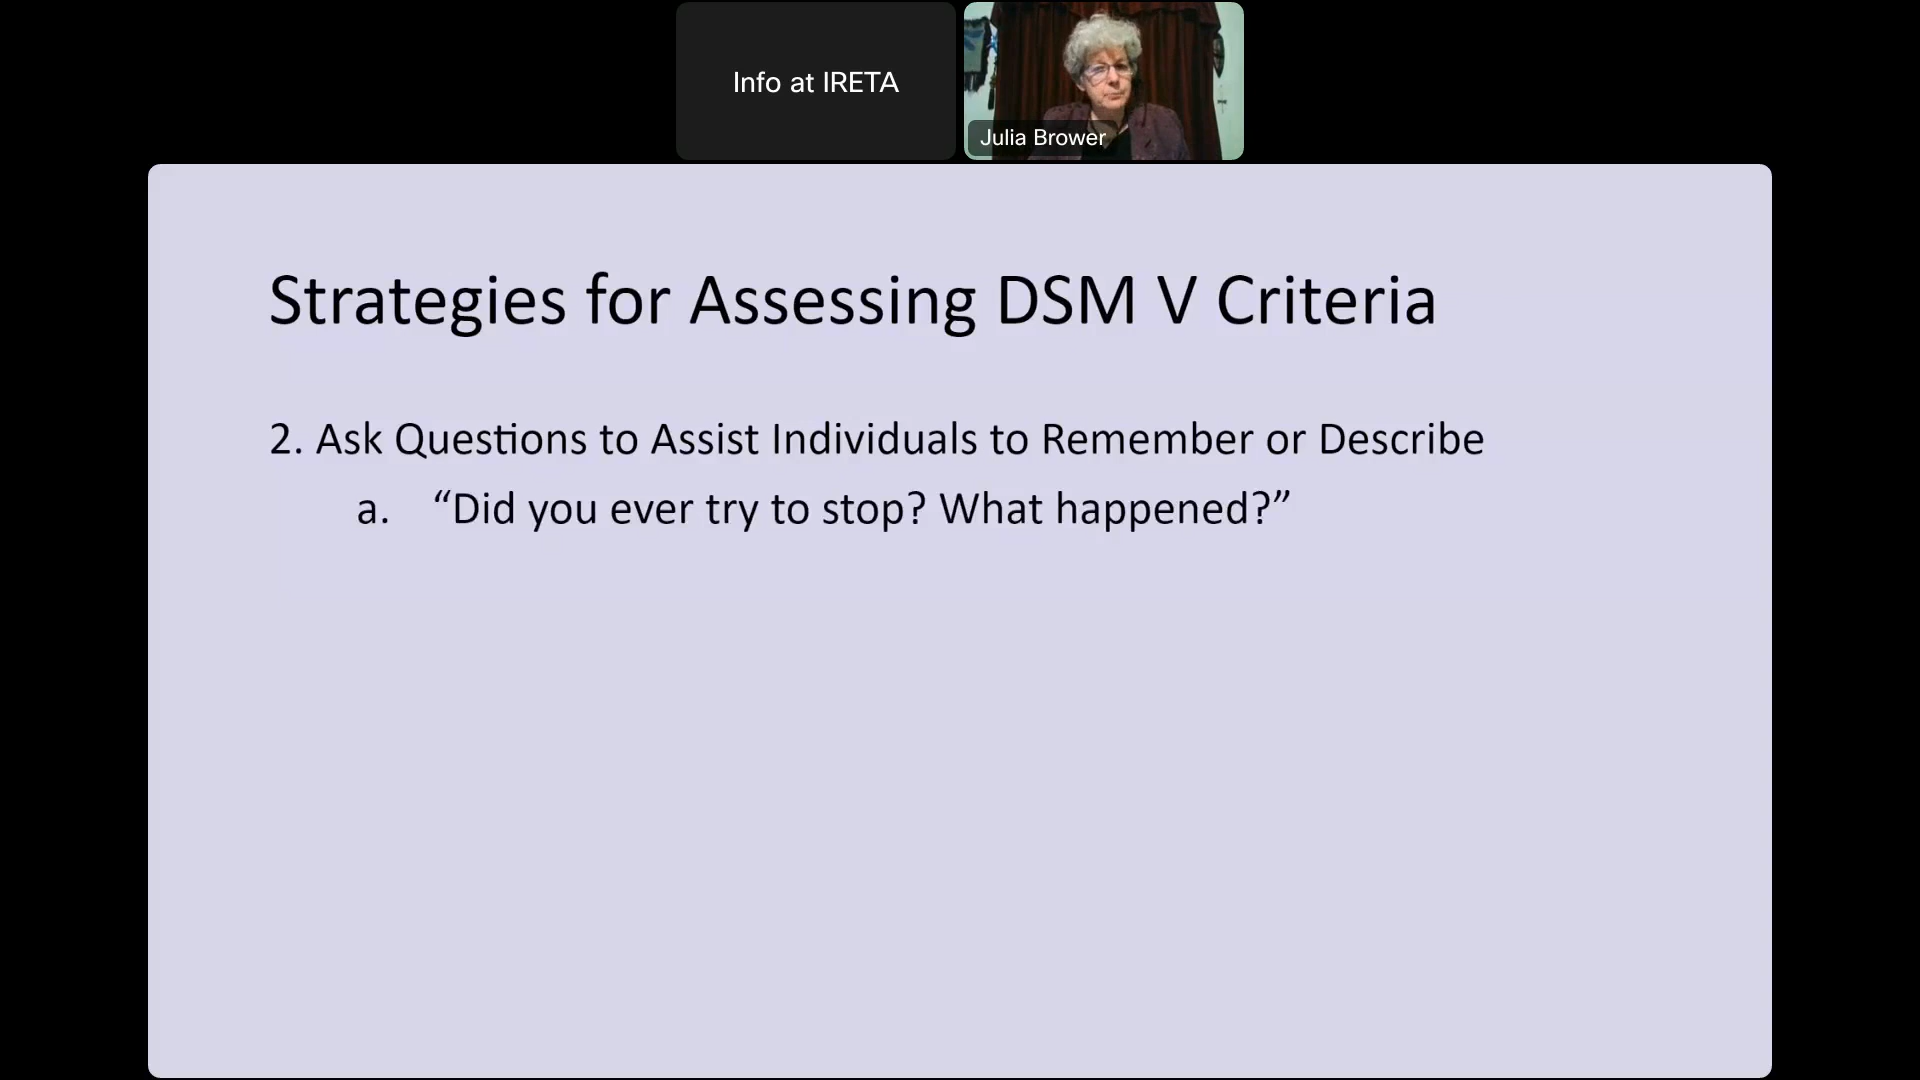 Info at IRETA
Julia Brower
Strategies for Assessing DSM V Criteria
2. Ask Questions to Assist Individuals to Remember or Describe
a. “Did you ever try to stop? What happened?”